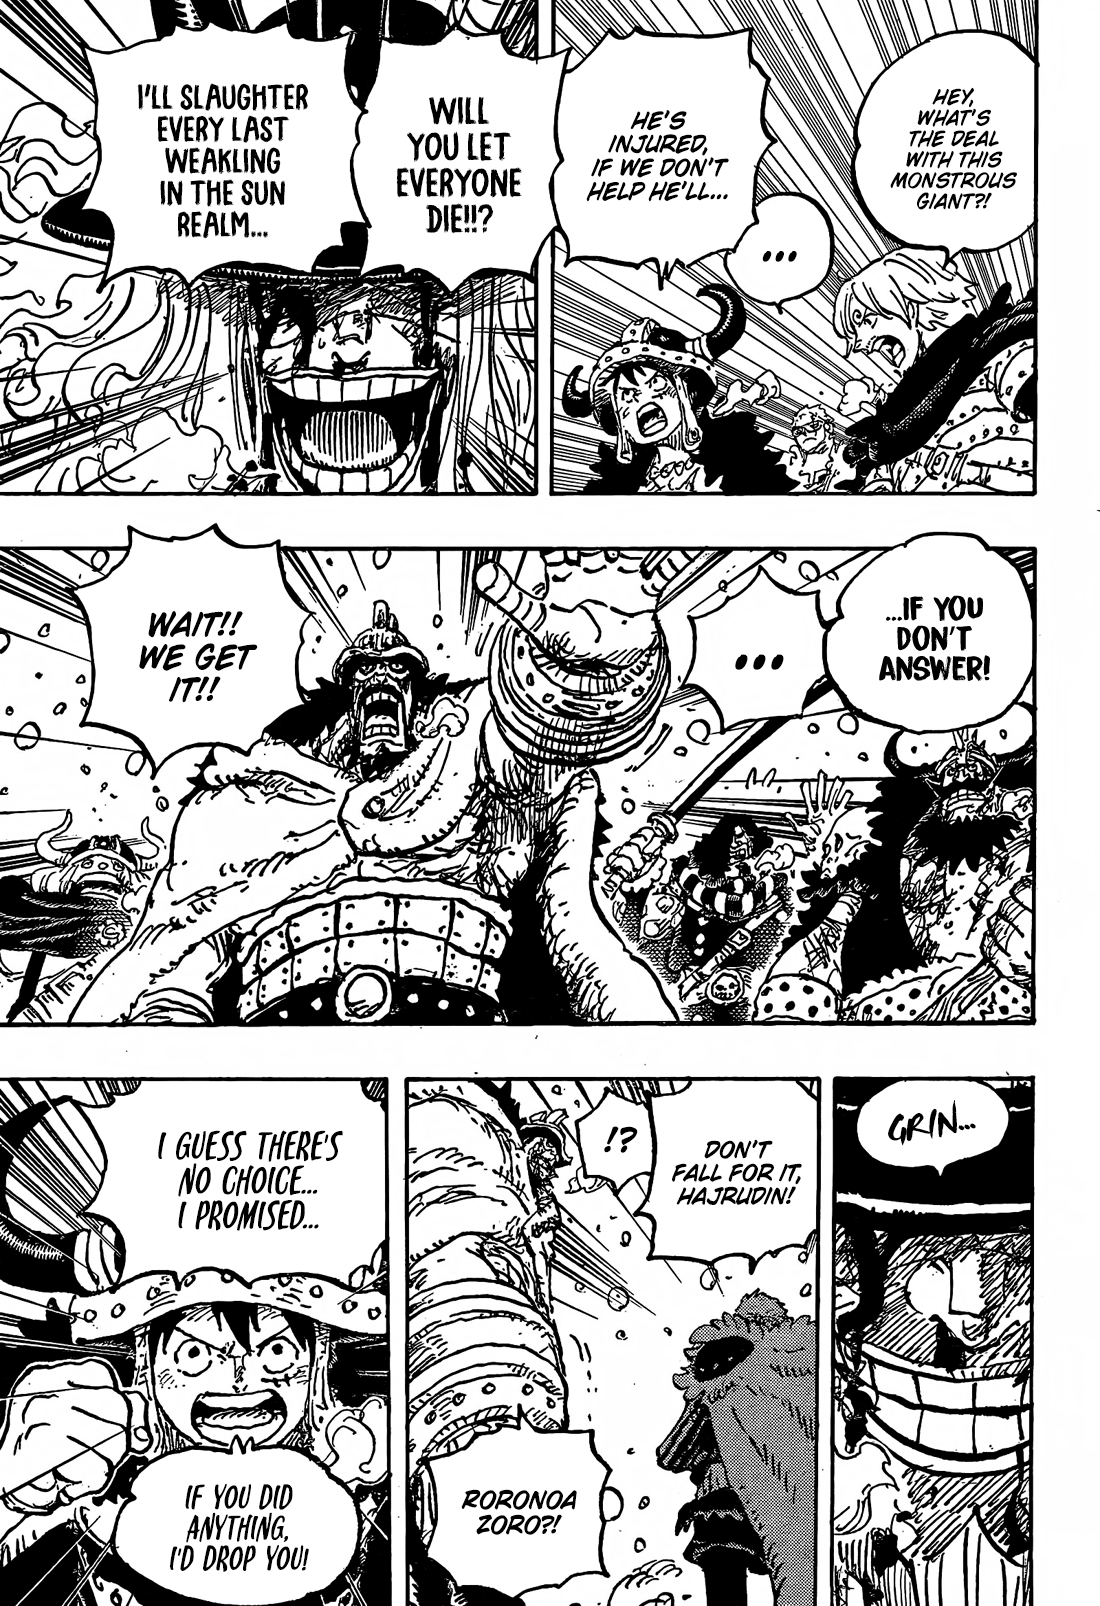 HEY,
WHAT'S
THE DEAL
WITH THIS
MONSTROUS
GIANT?!
...
HE'S
INJURED,
IF WE DON'T
HELP HE'LL...
WILL
YOU LET
EVERYONE
DIE!!?
I'LL SLAUGHTER
EVERY LAST
WEAKLING
IN THE SUN
REALM...
...IF YOU
DON'T
ANSWER!
...
WAIT!!
WE GET
IT!!
GRIN...
DON'T
FALL FOR IT,
HAJRUDIN!
!?
RORONOA
ZORO?!
I GUESS THERE'S
NO CHOICE...
I PROMISED...
IF YOU DID
ANYTHING,
I'D DROP YOU!